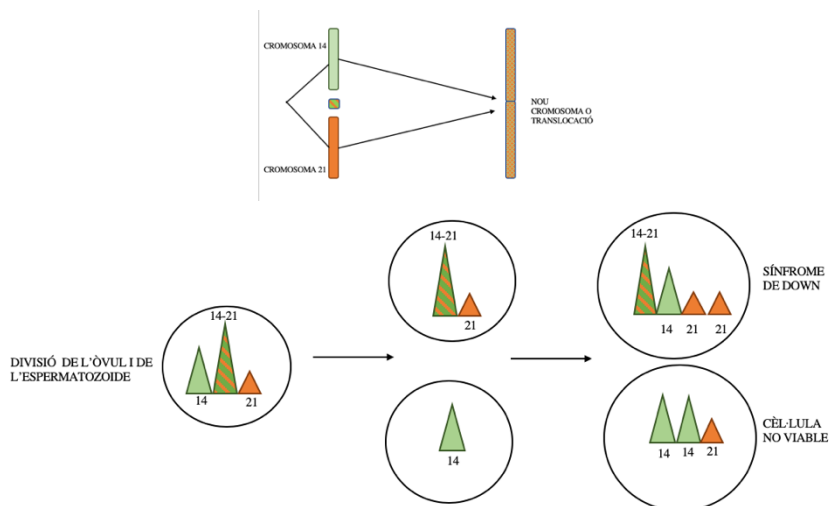 CROMOSOMA 14
NOU
CROMOSOMA O
TRANSLOCACIÓ
CROMOSOMA 21
14-21
21
14-21
14
21
21
SÍNFROME
DE DOWN
DIVISIÓ DE L'ÒVUL I DE
L'ESPERMATOZOIDE
14-21
14
21
14
14
14
21
CÈL·LULA
NO VIABLE